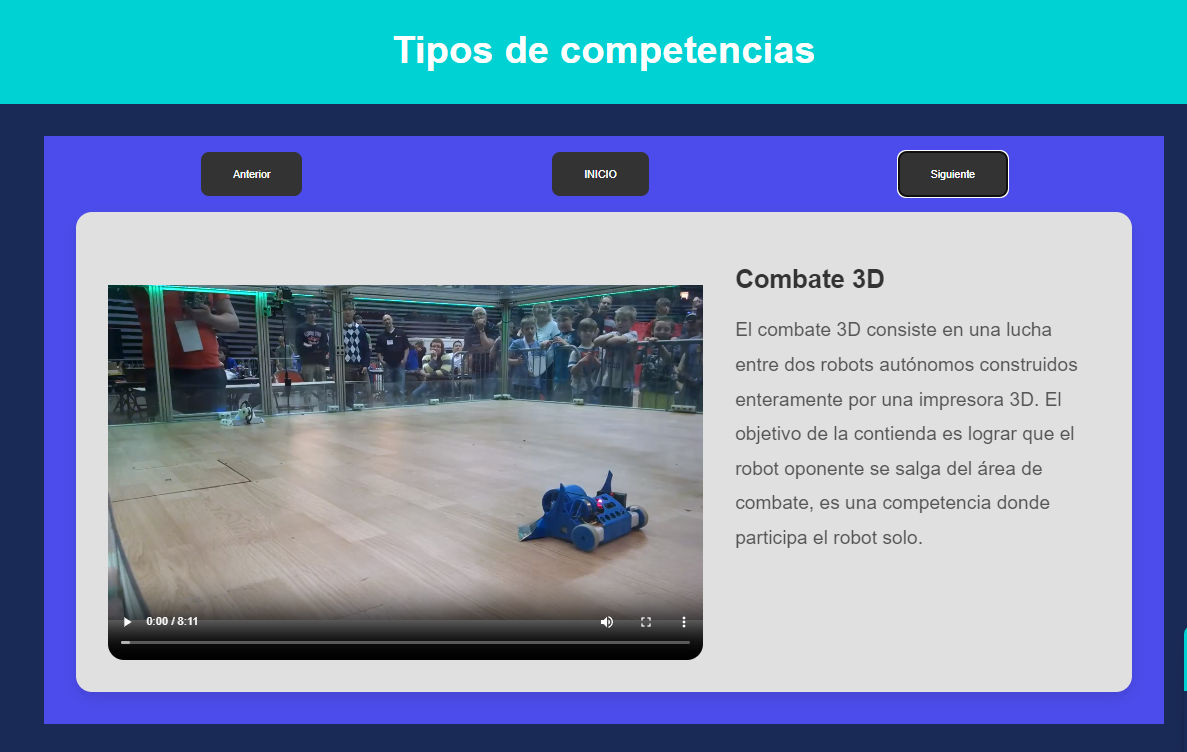 Tipos de competencias
Anterior
INICIO
Siguiente
Combate 3D
El combate 3D consiste en una lucha
entre dos robots autónomos construidos
enteramente por una impresora 3D. El
objetivo de la contienda es lograr que el
robot oponente se salga del área de
combate, es una competencia donde
participa el robot solo.
0:00 / 8:11